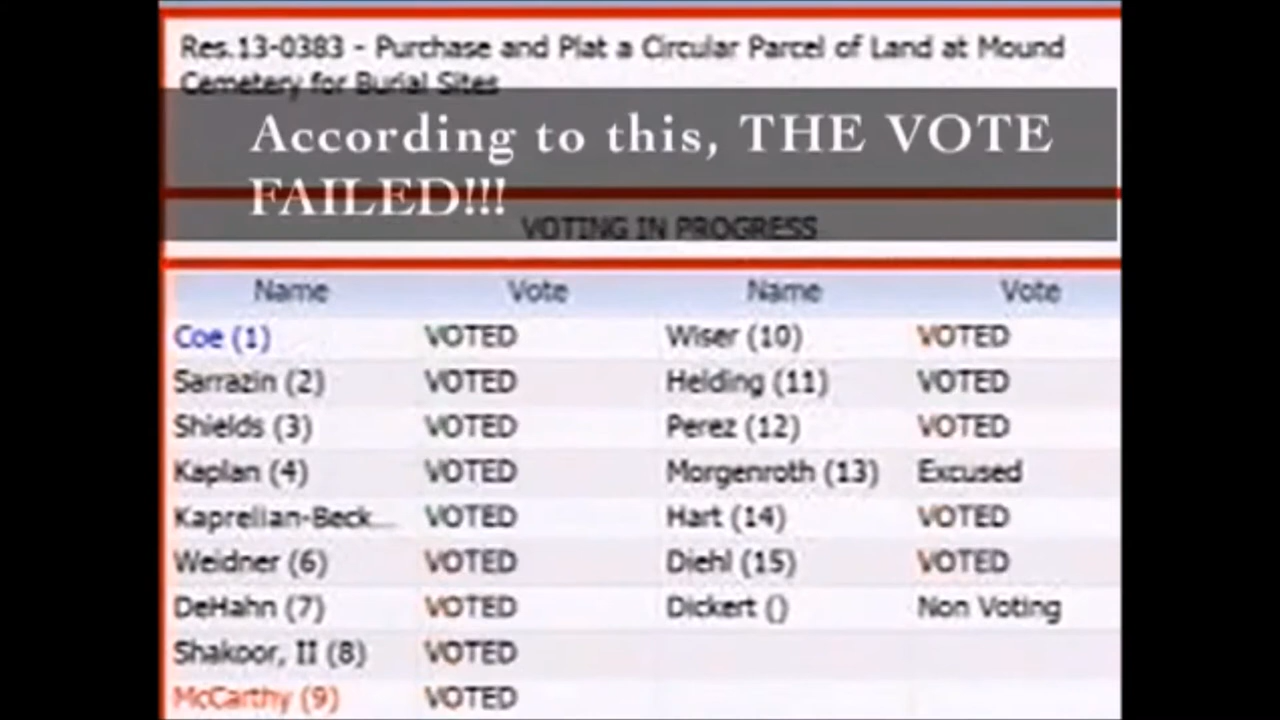 Res.13-0383 - Purchase and Plat a Circular Parcel of Land at Mound
Cemetery for Burial Sites
According to this, THE VOTE
FAILED!!!
VOTING IN PROGRESS
Name Vote Name Vote
Coe (1) VOTED Wiser (10) VOTED
Sarrazin (2) VOTED Helding (11) VOTED
Shields (3) VOTED Perez (12) VOTED
Kaplan (4) VOTED Morgenroth (13) Excused
Kaprelian-Beck... VOTED Hart (14) VOTED
Weidner (6) VOTED Diehl (15) VOTED
DeHahn (7) VOTED Dickert () Non Voting
Shakoor, II (8) VOTED
McCarthy (9) VOTED